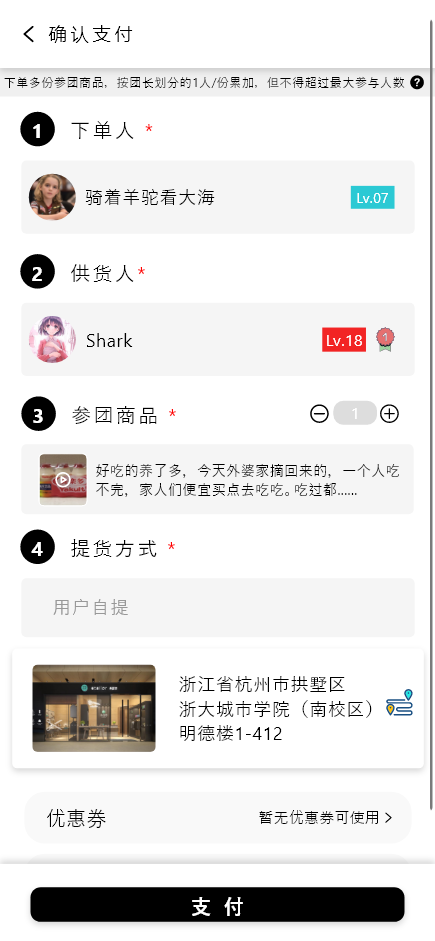 确认支付
下单多份参团商品，按团长划分的1人/份累加，但不得超过最大参与人数 ?
1 下单人 *
骑着羊驼看大海 Lv.07
2 供货人*
Shark Lv.18 1
3 参团商品 * 1
好吃的养了多，今天外婆家摘回来的，一个人吃
不完，家人们便宜买点去吃吃。吃过都......
4 提货方式 *
用户自提
浙江省杭州市拱墅区
浙大城市学院（南校区）
明德楼1-412
优惠券 暂无优惠券可使用
支付